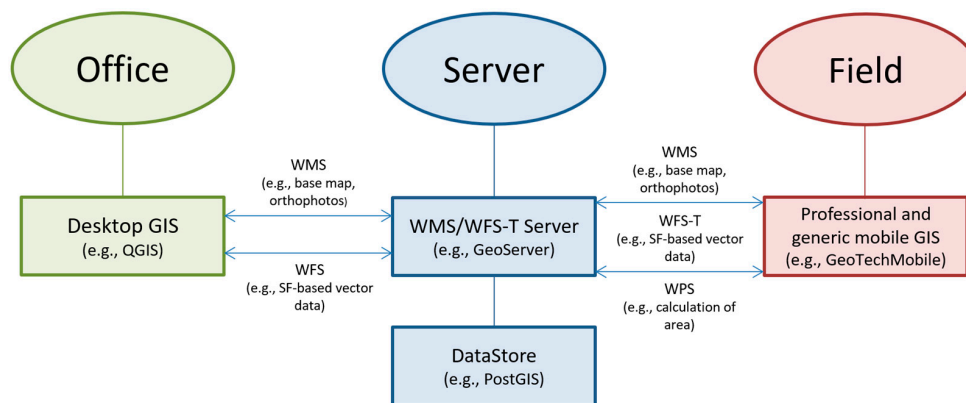 Office
Server
Field
WMS
(e.g., base map,
orthophotos)
WMS
(e.g., base map,
orthophotos)
Desktop GIS
(e.g., QGIS)
WMS/WFS-T Server
(e.g., GeoServer)
WFS-T
(e.g., SF-based vector
data)
Professional and
generic mobile GIS
(e.g., GeoTechMobile)
WFS
(e.g., SF-based vector
data)
WPS
(e.g., calculation of
area)
DataStore
(e.g., PostGIS)